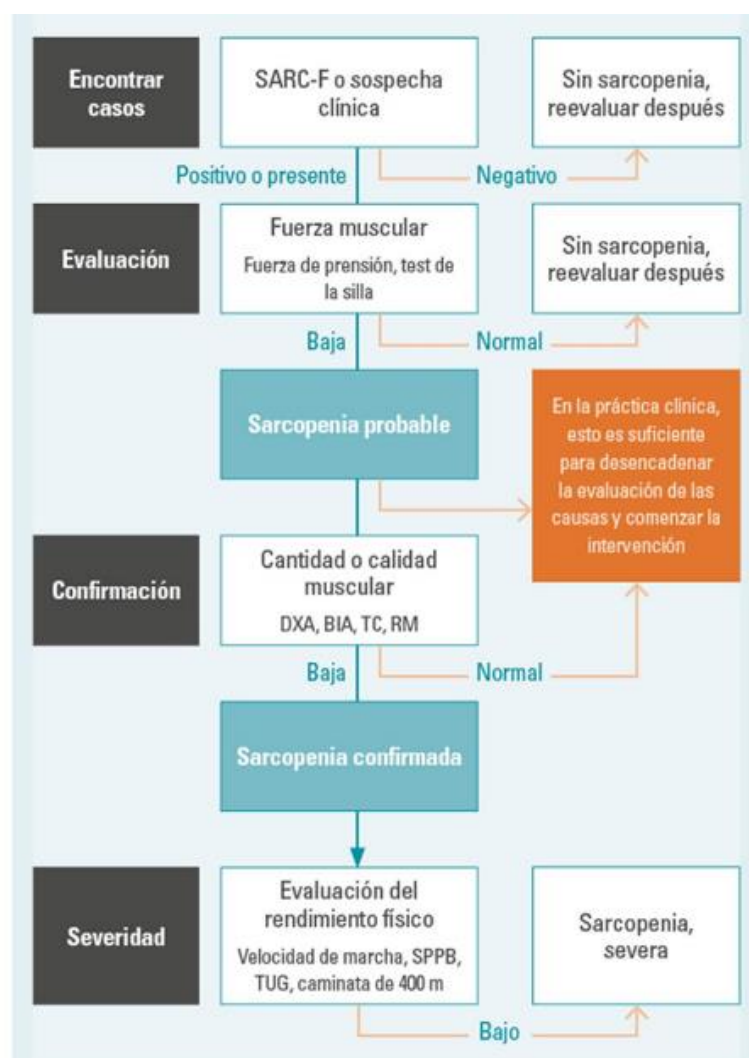 Encontrar
casos
SARC-F o sospecha
clínica
Sin sarcopenia,
reevaluar después
Positivo o presente
Negativo
Evaluación
Fuerza muscular
Fuerza de prensión, test de
la silla
Sin sarcopenia,
reevaluar después
Baja
Normal
Sarcopenia probable
En la práctica clínica,
esto es suficiente
para desencadenar
la evaluación de las
causas y comenzar la
intervención
Confirmación
Cantidad o calidad
muscular
DXA, BIA, TC, RM
Baja
Normal
Sarcopenia confirmada
Severidad
Evaluación del
rendimiento físico
Velocidad de marcha, SPPB,
TUG, caminata de 400 m
Sarcopenia,
severa
Bajo